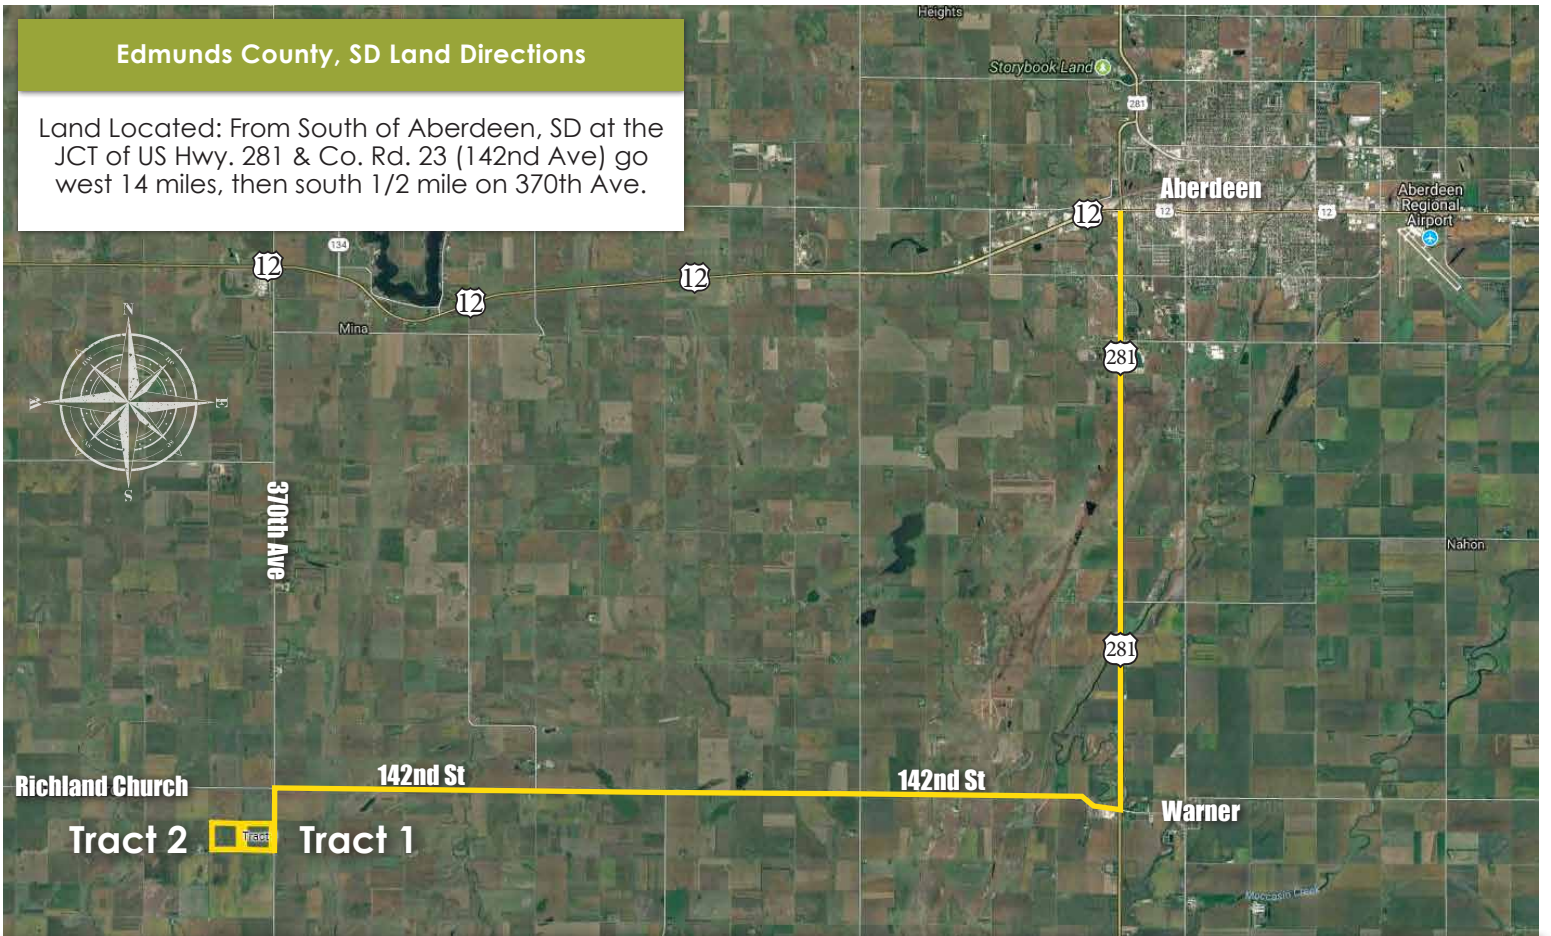 Heights
Edmunds County, SD Land Directions
Land Located: From South of Aberdeen, SD at the
JCT of US Hwy. 281 & Co. Rd. 23 (142nd Ave) go
west 14 miles, then south 1/2 mile on 370th Ave.
Storybook Land
281
Aberdeen
12
12
12
Aberdeen
Regional
Airport
134
12
12
12
N
W
E
S
Mina
281
370th Ave
Nahon
281
142nd St
142nd St
Richland Church
Warner
Tract 2
Tract
Tract 1
Moccasin Creek